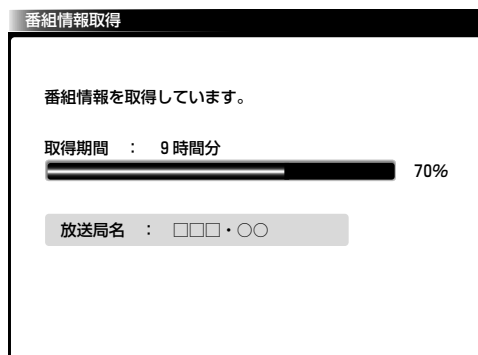 番組情報取得
番組情報を取得しています。
取得期間 : 9時間分
70%
放送局名 : □□□・○○